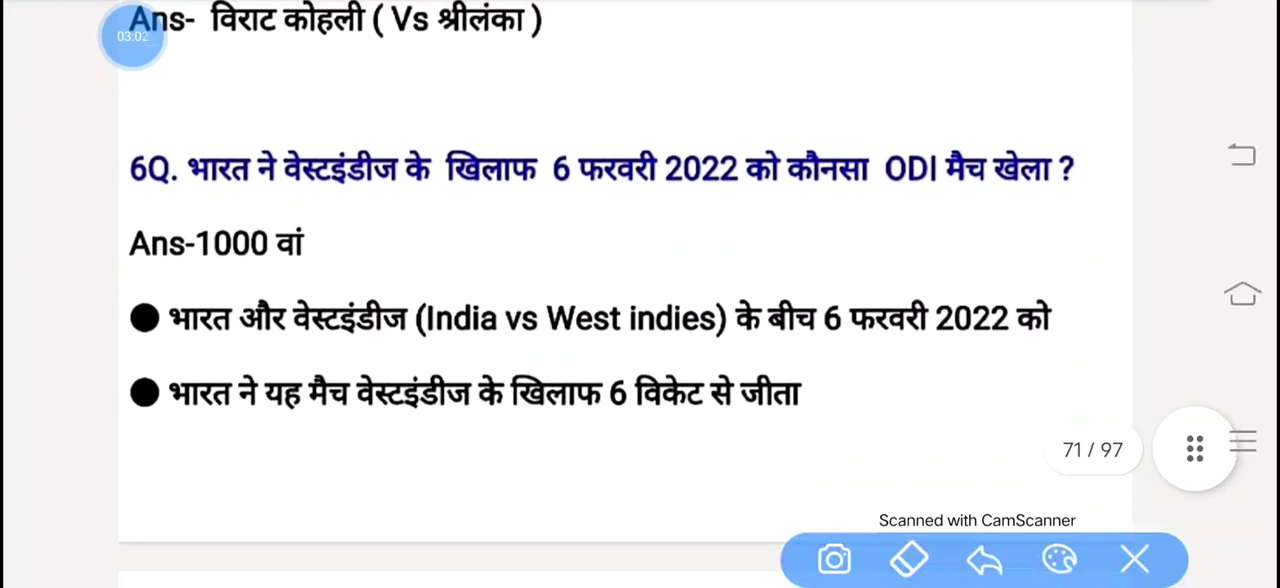 Ans- विराट कोहली ( Vs श्रीलंका )
03:02
6Q. भारत ने वेस्टइंडीज के खिलाफ 6 फरवरी 2022 को कौनसा ODI मैच खेला ?
Ans-1000 वां
● भारत और वेस्टइंडीज (India vs West indies) के बीच 6 फरवरी 2022 को
● भारत ने यह मैच वेस्टइंडीज के खिलाफ 6 विकेट से जीता
71 / 97
Scanned with CamScanner